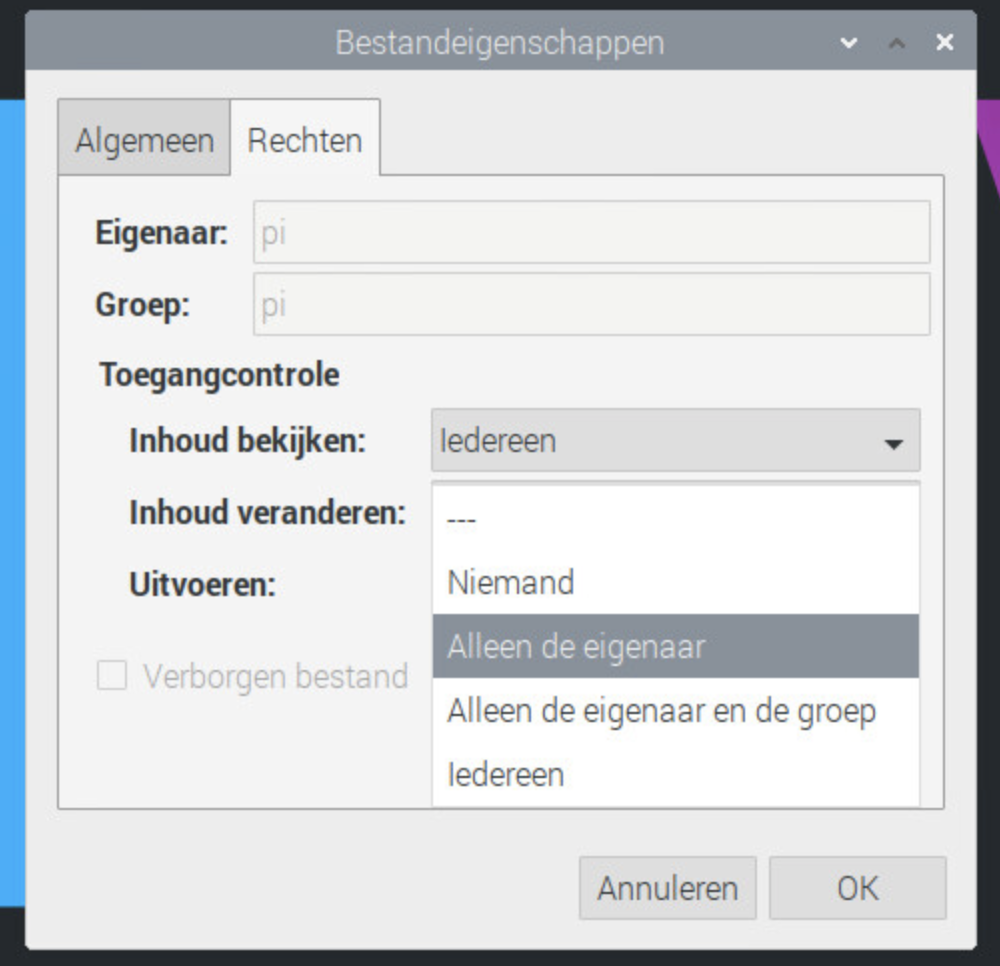 Bestandeigenschappen
Algemeen Rechten
Eigenaar: pi
Groep: pi
Toegangcontrole
Inhoud bekijken: Iedereen
Inhoud veranderen: ---
Uitvoeren: Niemand
Alleen de eigenaar
Verborgen bestand
Alleen de eigenaar en de groep
Iedereen
Annuleren OK